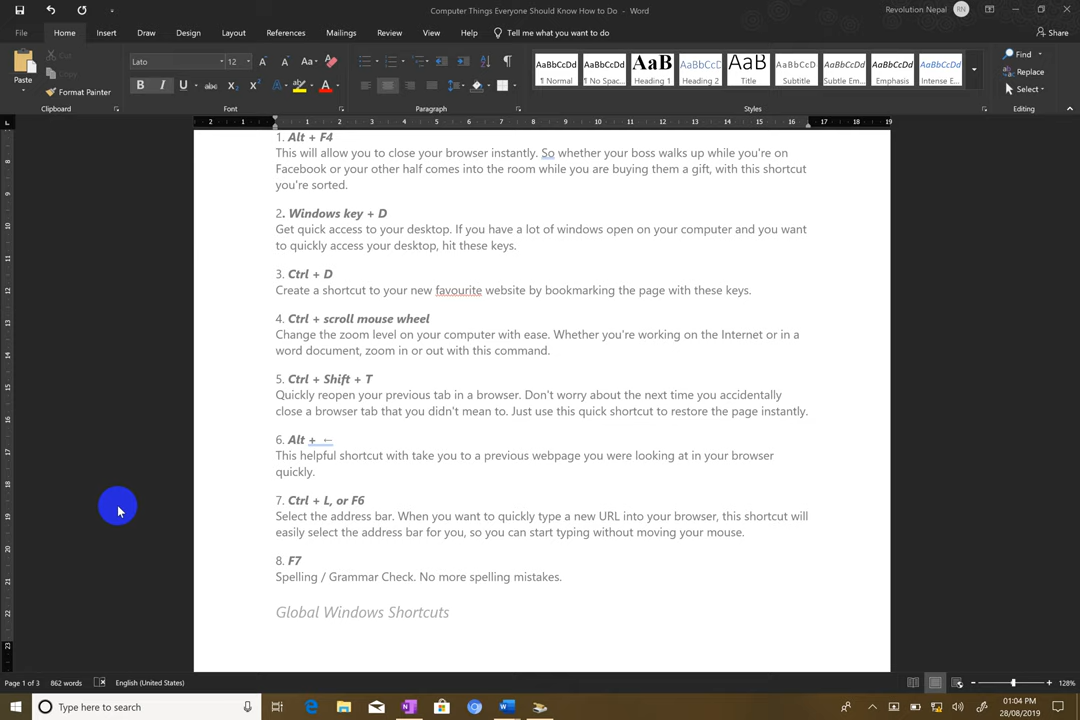 Computer Things Everyone Should Know How to Do - Word
Revolution Nepal RN
File Home Insert Draw Design Layout References Mailings Review View Help Tell me what you want to do Share
Paste
Cut
Copy
Format Painter
Clipboard
Lato 12
Font
Paragraph
AaBbCcDc AaBbCcDc AaBbCc AaBbCcC AaB AaBbCcD AaBbCcDc AaBbCcDc AaBbCcDc
¶ Normal ¶ No Spac... Heading 1 Heading 2 Title Subtitle Subtle Em... Emphasis Intense E...
Styles
Find
Replace
Select
Editing
1. Alt + F4
This will allow you to close your browser instantly. So whether your boss walks up while you're on
Facebook or your other half comes into the room while you are buying them a gift, with this shortcut
you're sorted.
2. Windows key + D
Get quick access to your desktop. If you have a lot of windows open on your computer and you want
to quickly access your desktop, hit these keys.
3. Ctrl + D
Create a shortcut to your new favourite website by bookmarking the page with these keys.
4. Ctrl + scroll mouse wheel
Change the zoom level on your computer with ease. Whether you're working on the Internet or in a
word document, zoom in or out with this command.
5. Ctrl + Shift + T
Quickly reopen your previous tab in a browser. Don't worry about the next time you accidentally
close a browser tab that you didn't mean to. Just use this quick shortcut to restore the page instantly.
6. Alt + ←
This helpful shortcut with take you to a previous webpage you were looking at in your browser
quickly.
7. Ctrl + L, or F6
Select the address bar. When you want to quickly type a new URL into your browser, this shortcut will
easily select the address bar for you, so you can start typing without moving your mouse.
8. F7
Spelling / Grammar Check. No more spelling mistakes.
Global Windows Shortcuts
Page 1 of 3 862 words English (United States) 128%
Type here to search
01:04 PM
28/08/2019